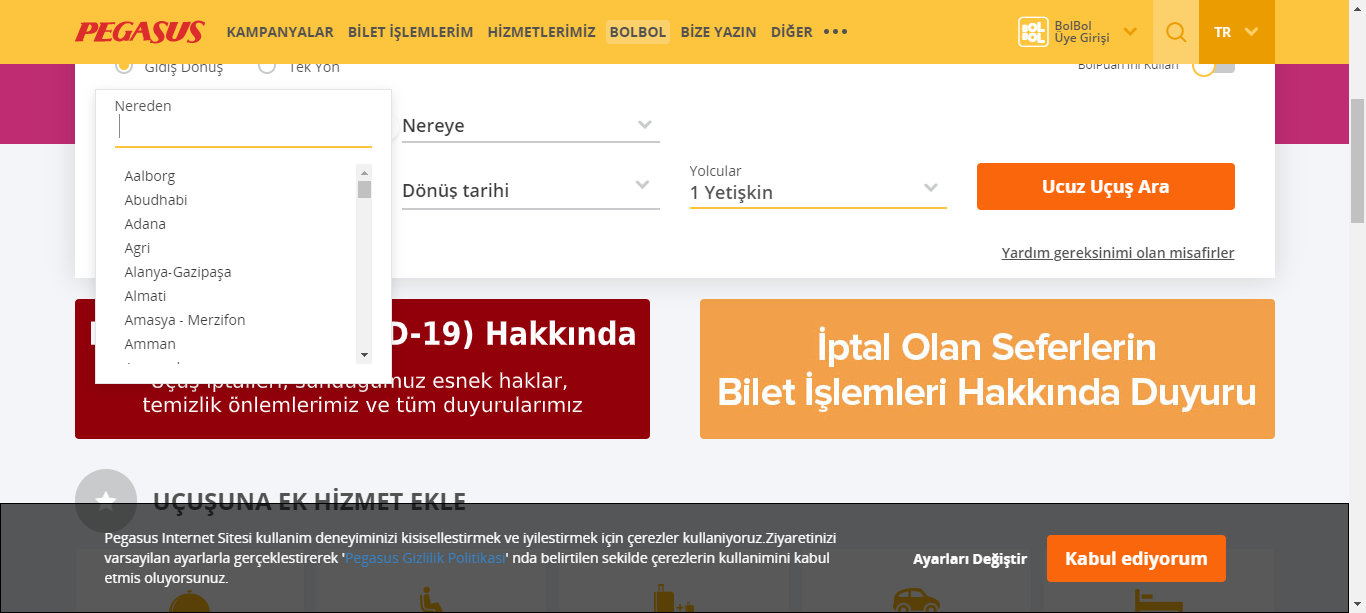 PEGASUS
KAMPANYALAR BİLET İŞLEMLERİM HİZMETLERİMİZ BOLBOL BİZE YAZIN DİĞER •••
BOL BOL
BolBol
Üye Girişi
TR
Gidiş Dönüş Tek Yön
BolPuan'ını Kullan
Nereden
Nereye
Aalborg
Abudhabi
Adana
Agri
Alanya-Gazipaşa
Almati
Amasya - Merzifon
Amman
Dönüş tarihi
Yolcular
1 Yetişkin
Ucuz Uçuş Ara
Yardım gereksinimi olan misafirler
D-19) Hakkında
Uçuş iptalleri, sunduğumuz esnek haklar,
temizlik önlemlerimiz ve tüm duyurularımız
İptal Olan Seferlerin
Bilet İşlemleri Hakkında Duyuru
UÇUŞUNA EK HİZMET EKLE
Pegasus Internet Sitesi kullanim deneyiminizi kisisellestirmek ve iyilestirmek için çerezler kullaniyoruz.Ziyaretinizi
varsayilan ayarlarla gerçeklestirerek 'Pegasus Gizlilik Politikasi' nda belirtilen sekilde çerezlerin kullanimini kabul
etmis oluyorsunuz.
Ayarları Değiştir
Kabul ediyorum